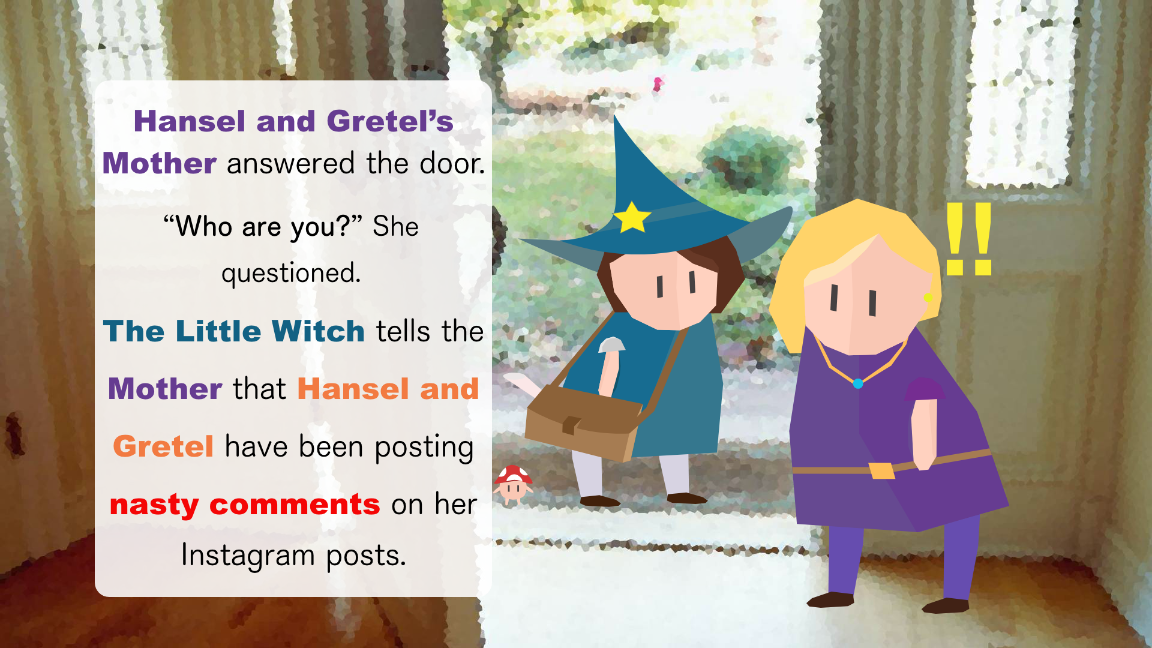 Hansel and Gretel’s
Mother answered the door.
“Who are you?” She
questioned.
The Little Witch tells the
Mother that Hansel and
Gretel have been posting
nasty comments on her
Instagram posts.
!!